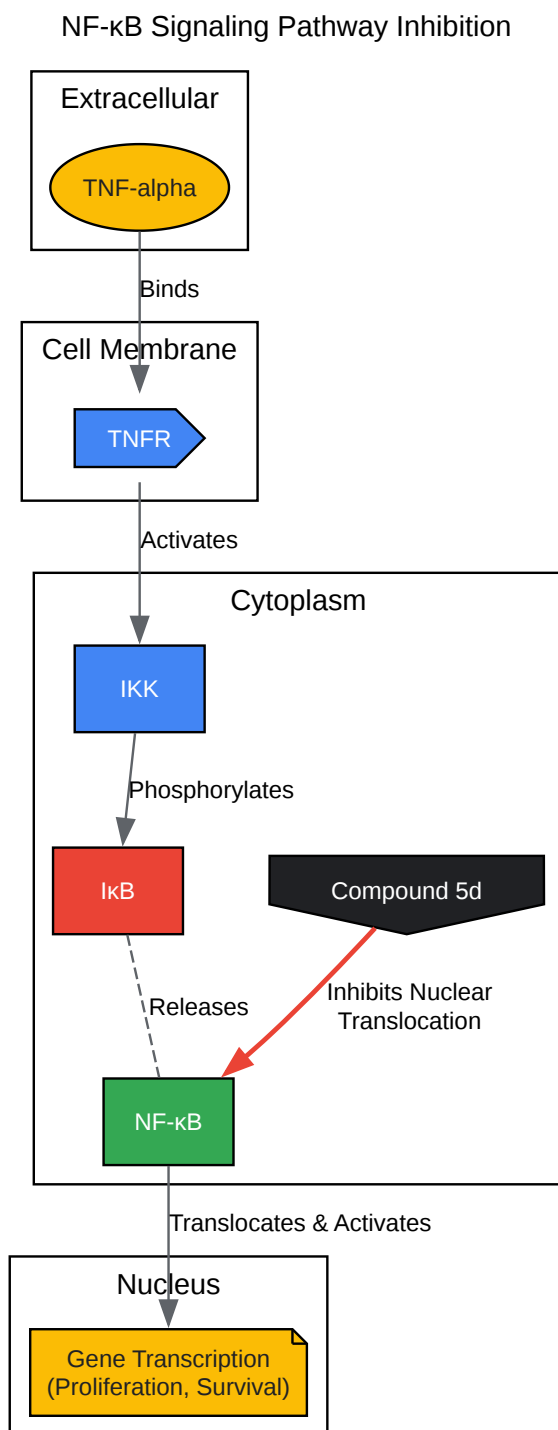 NF-κB Signaling Pathway Inhibition
Extracellular
TNF-alpha
Binds
Cell Membrane
TNFR
Activates
Cytoplasm
IKK
Phosphorylates
IκB
Compound 5d
Releases
Inhibits Nuclear
Translocation
NF-κB
Translocates & Activates
Nucleus
Gene Transcription
(Proliferation, Survival)